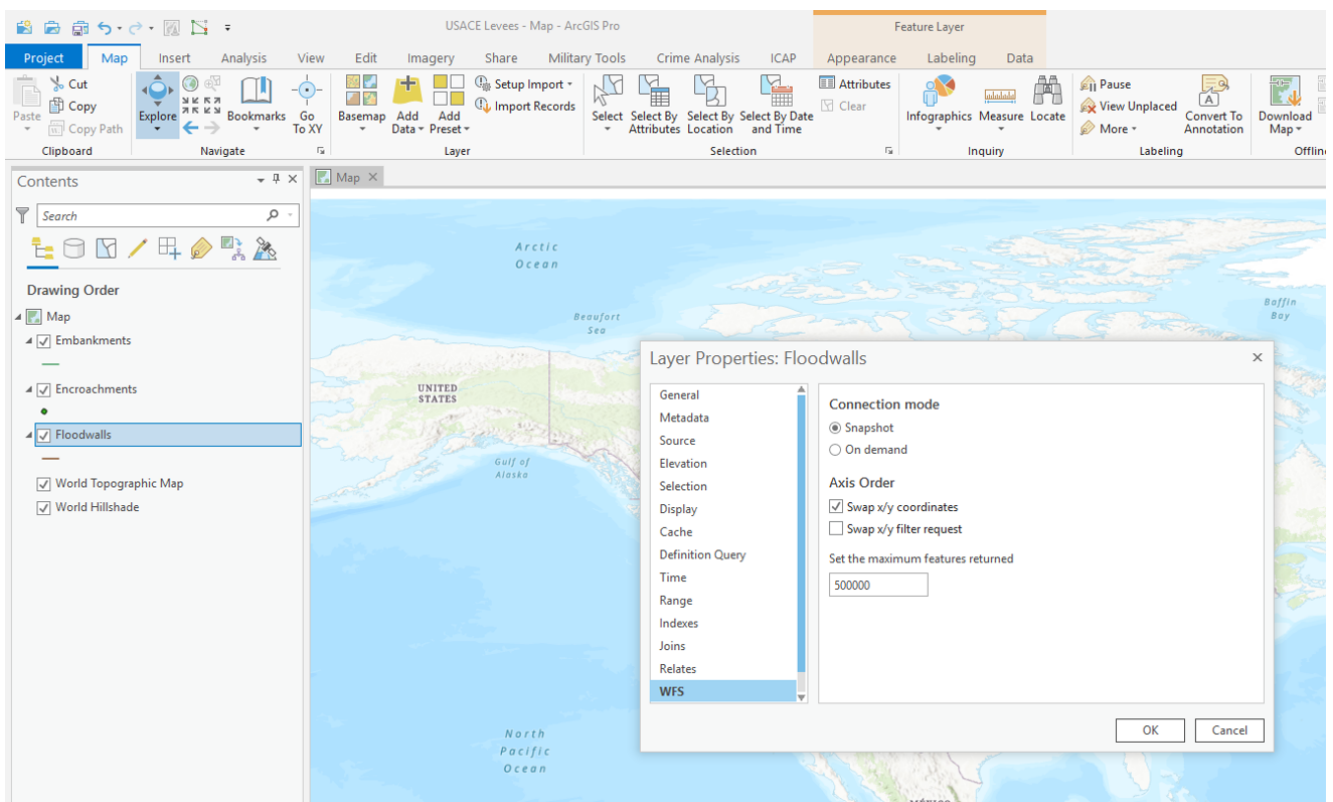 USACE Levees - Map - ArcGIS Pro
Feature Layer
Project Map Insert Analysis View Edit Imagery Share Military Tools Crime Analysis ICAP Appearance Labeling Data
Paste
Cut
Copy
Copy Path
Clipboard
Explore
Bookmarks
Go
To XY
Navigate
Basemap
Add
Data
Add
Preset
Setup Import
Import Records
Layer
Select
Select By
Attributes
Select By
Location
Select By Date
and Time
Attributes
Clear
Selection
Infographics
Measure
Locate
Inquiry
Pause
View Unplaced
More
Convert To
Annotation
Labeling
Download
Map
Offlin
Contents
Search
Drawing Order
Map
Embankments
Encroachments
Floodwalls
World Topographic Map
World Hillshade
Map
Arctic
Ocean
Beaufort
Sea
Baffin
Bay
UNITED
STATES
Gulf of
Alaska
North
Pacific
Ocean
MÉXICO
Layer Properties: Floodwalls
General
Metadata
Source
Elevation
Selection
Display
Cache
Definition Query
Time
Range
Indexes
Joins
Relates
WFS
Connection mode
Snapshot
On demand
Axis Order
Swap x/y coordinates
Swap x/y filter request
Set the maximum features returned
500000
OK
Cancel